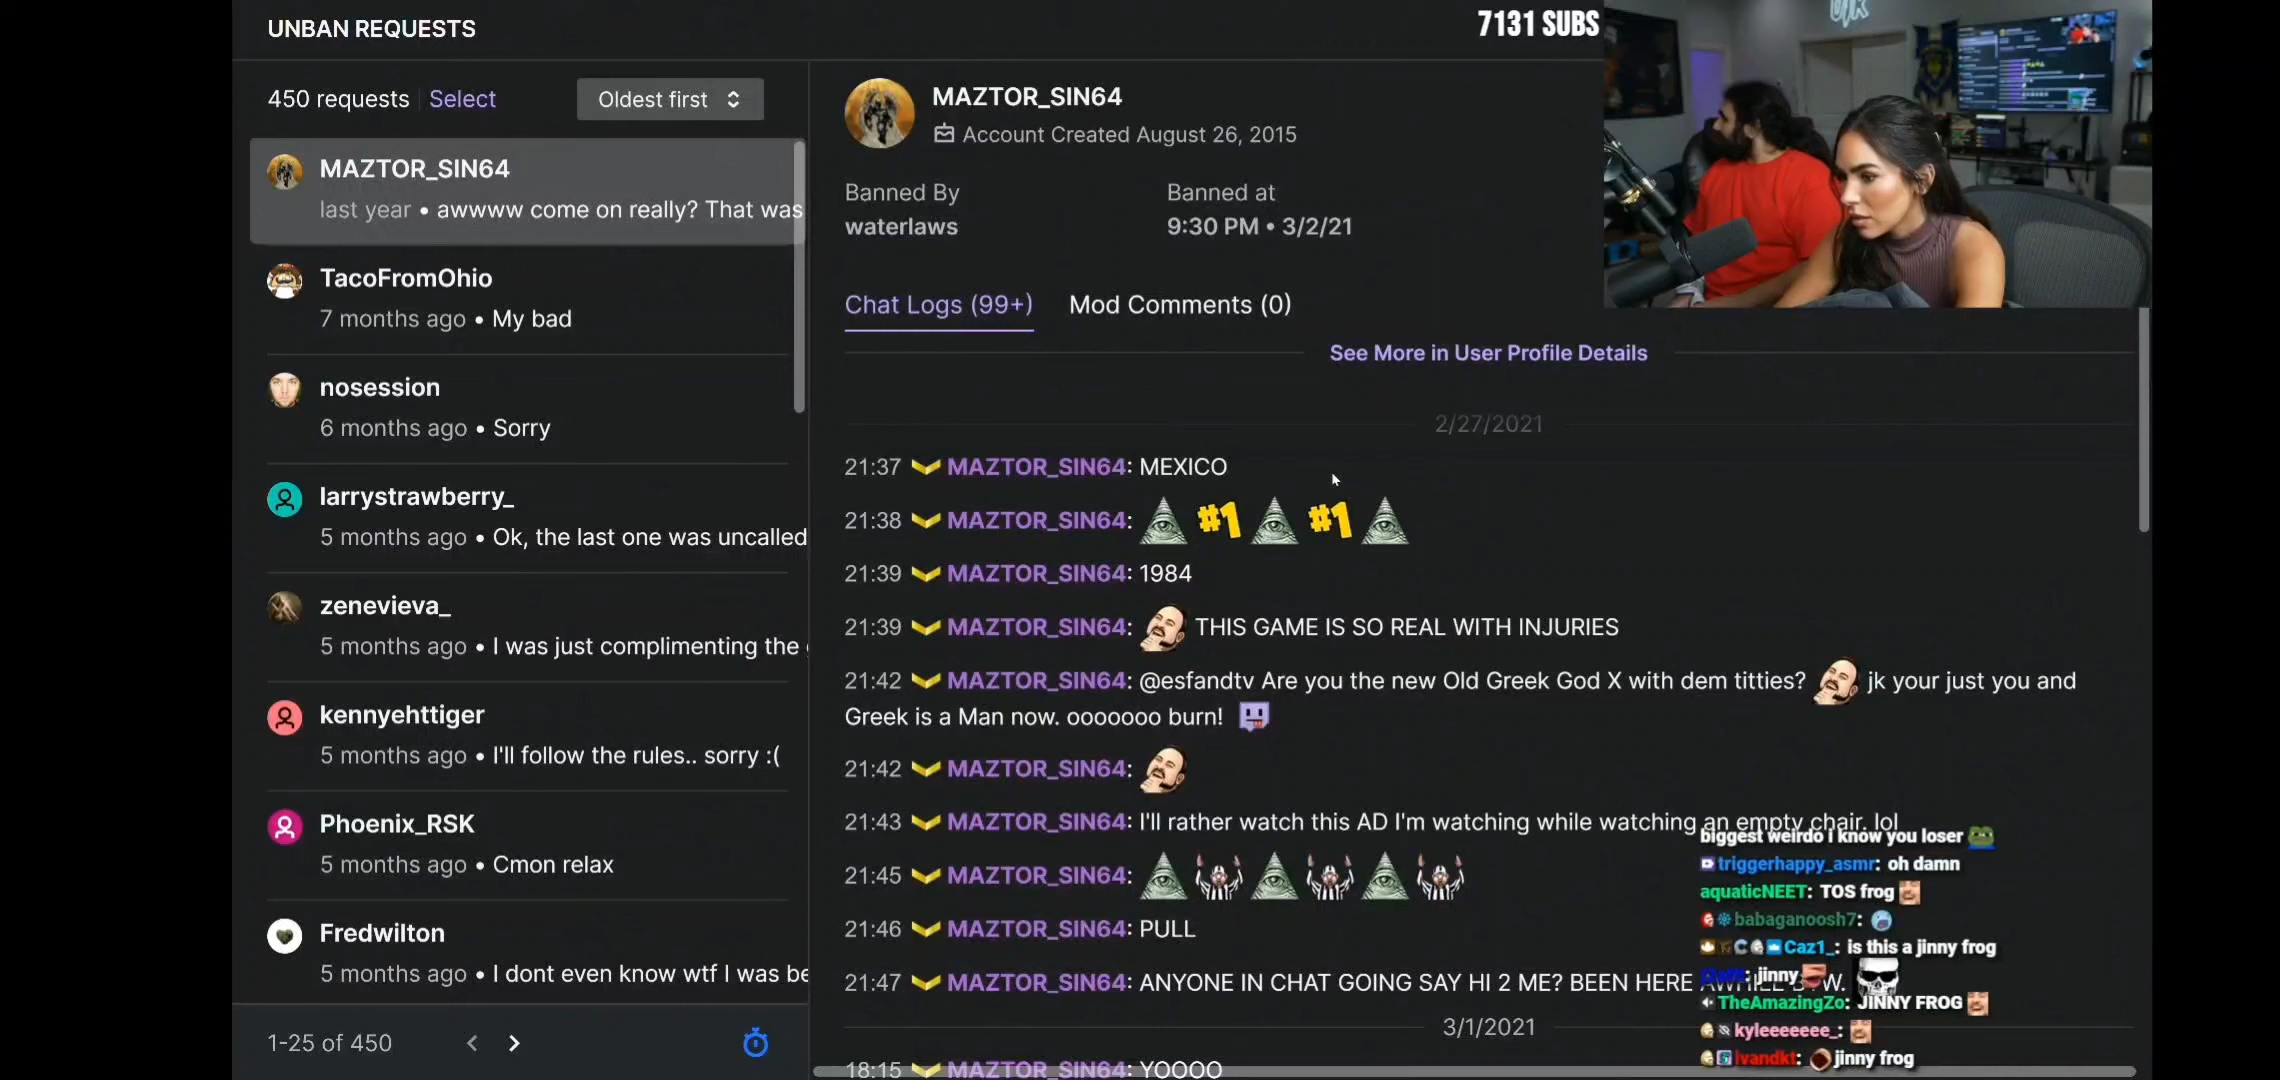 UNBAN REQUESTS
7131 SUBS
450 requests
Select
Oldest first
MAZTOR_SIN64
last year • awwww come on really? That was
TacoFromOhio
7 months ago • My bad
nosession
6 months ago • Sorry
larrystrawberry_
5 months ago • Ok, the last one was uncalled
zenevieva_
5 months ago • I was just complimenting the
kennyehttiger
5 months ago • I'll follow the rules.. sorry :(
Phoenix_RSK
5 months ago • Cmon relax
Fredwilton
5 months ago • I dont even know wtf I was be
1-25 of 450
MAZTOR_SIN64
Account Created August 26, 2015
Banned By
waterlaws
Banned at
9:30 PM • 3/2/21
Chat Logs (99+)
Mod Comments (0)
See More in User Profile Details
2/27/2021
21:37 MAZTOR_SIN64: MEXICO
21:38 MAZTOR_SIN64: #1 #1
21:39 MAZTOR_SIN64: 1984
21:39 MAZTOR_SIN64: THIS GAME IS SO REAL WITH INJURIES
21:42 MAZTOR_SIN64: @esfandtv Are you the new Old Greek God X with dem titties? jk your just you and
Greek is a Man now. ooooooo burn!
21:42 MAZTOR_SIN64:
21:43 MAZTOR_SIN64: I'll rather watch this AD I'm watching while watching an empty chair. lol
21:45 MAZTOR_SIN64:
21:46 MAZTOR_SIN64: PULL
21:47 MAZTOR_SIN64: ANYONE IN CHAT GOING SAY HI 2 ME? BEEN HERE
3/1/2021
18:15 MAZTOR_SIN64: YOOOO
biggest weirdo i know you loser
triggerhappy_asmr: oh damn
aquaticNEET: TOS frog
babaganoosh7:
Caz1_: is this a jinny frog
jinny
TheAmazingZo: JINNY FROG
kyleeeeeee_:
lvandkt: jinny frog